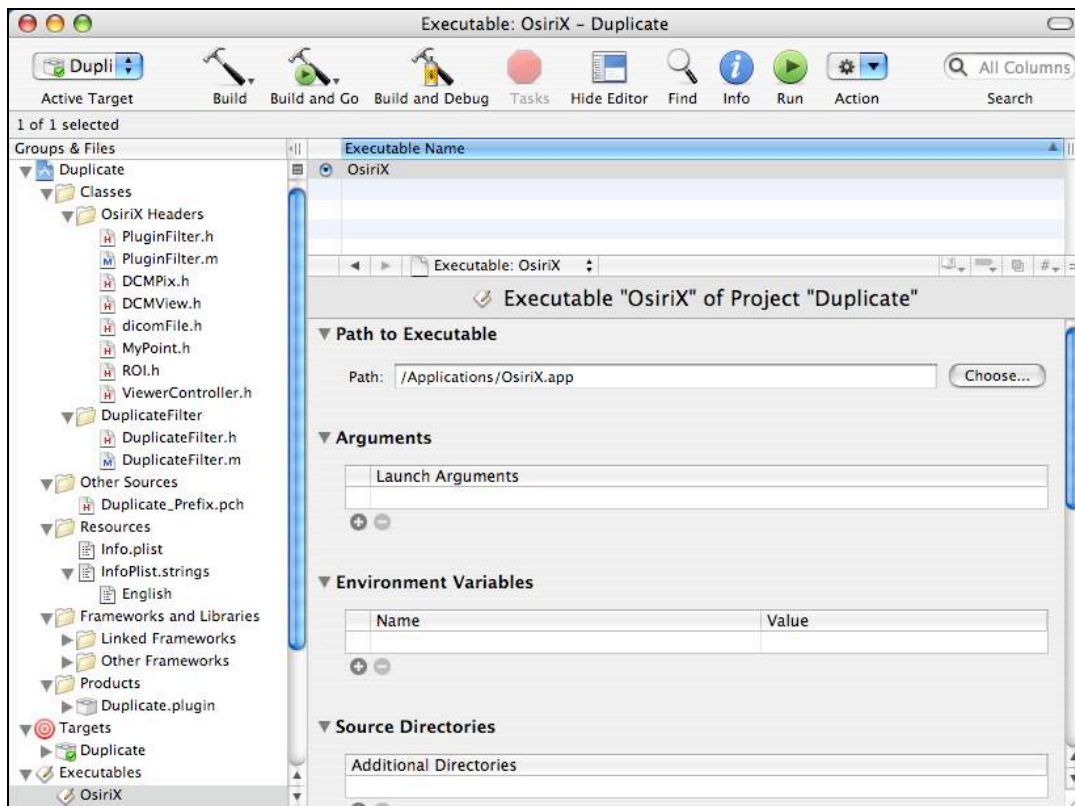 Executable: OsiriX – Duplicate
Dupli
All Columns
Active Target Build Build and Go Build and Debug Tasks Hide Editor Find Info Run Action Search
1 of 1 selected
Groups & Files
Duplicate
Classes
OsiriX Headers
PluginFilter.h
PluginFilter.m
DCMPix.h
DCMView.h
dicomFile.h
MyPoint.h
ROI.h
ViewerController.h
DuplicateFilter
DuplicateFilter.h
DuplicateFilter.m
Other Sources
Duplicate_Prefix.pch
Resources
Info.plist
InfoPlist.strings
English
Frameworks and Libraries
Linked Frameworks
Other Frameworks
Products
Duplicate.plugin
Targets
Duplicate
Executables
OsiriX
Executable Name
OsiriX
Executable: OsiriX
Executable "OsiriX" of Project "Duplicate"
Path to Executable
Path: /Applications/OsiriX.app Choose...
Arguments
Launch Arguments
Environment Variables
Name Value
Source Directories
Additional Directories